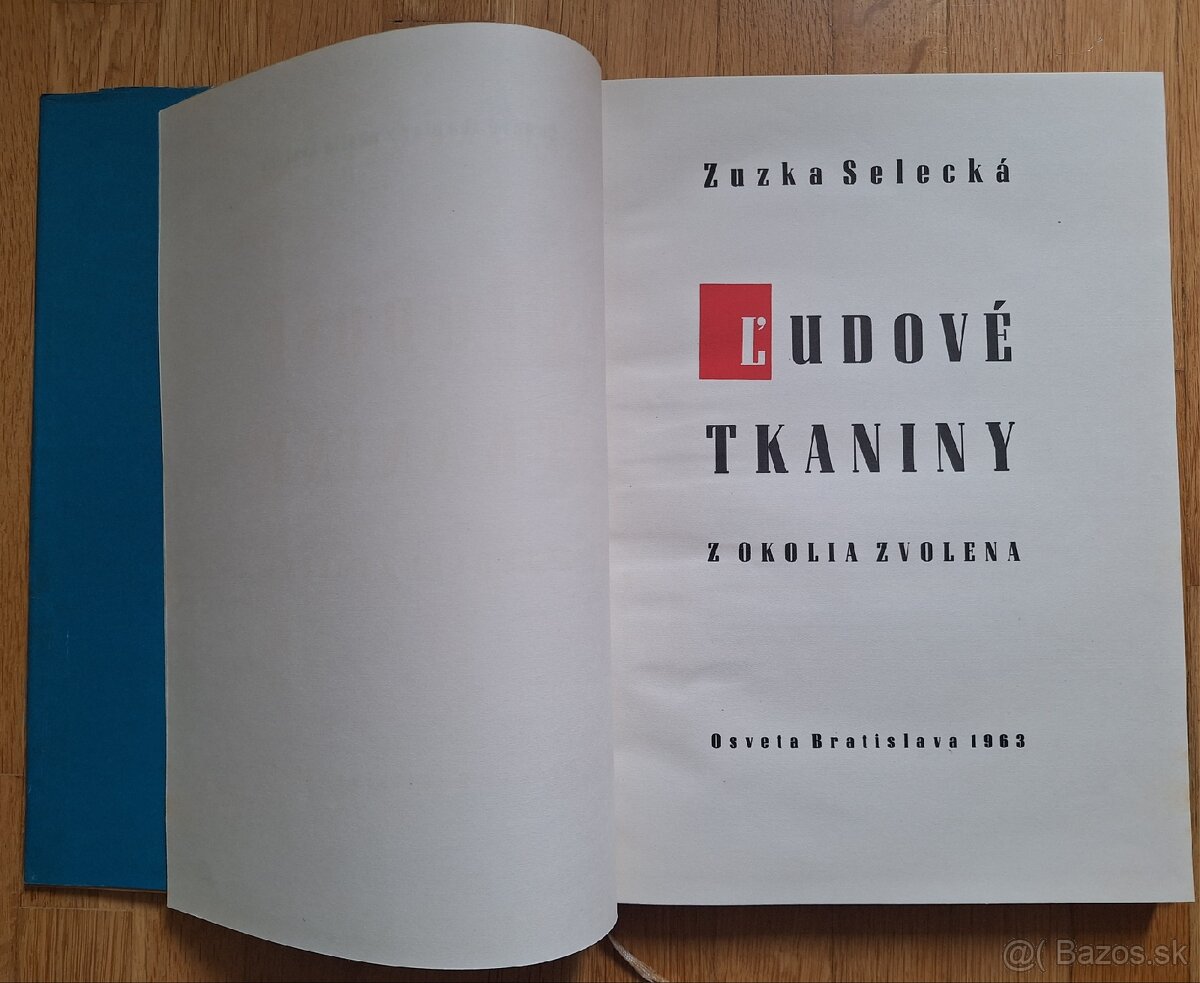 Zuzka Selecká
ĽUDOVÉ
TKANINY
Z OKOLIA ZVOLENA
Osveta Bratislava 1963
@( Bazos.sk